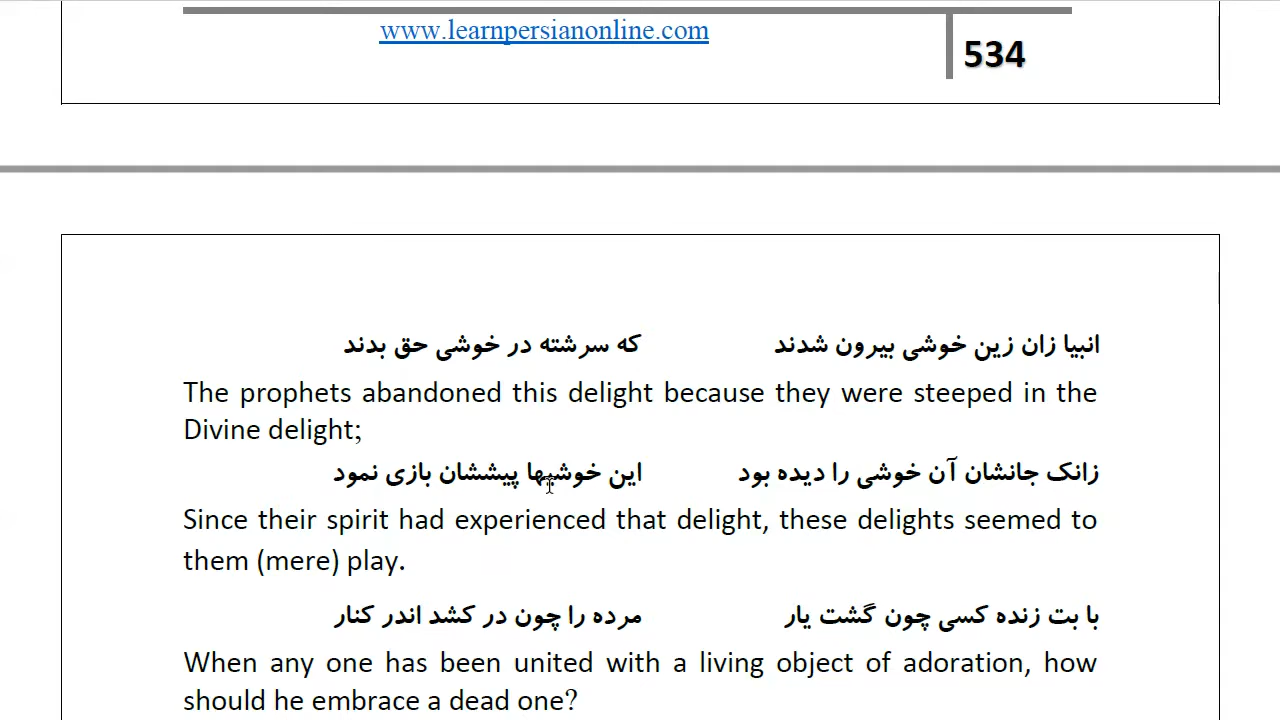 www.learnpersianonline.com
534
انبیا زان زین خوشی بیرون شدند که سرشته در خوشی حق بدند
The prophets abandoned this delight because they were steeped in the
Divine delight;
زانک جانشان آن خوشی را دیده بود این خوشیها پیششان بازی نمود
Since their spirit had experienced that delight, these delights seemed to
them (mere) play.
با بت زنده کسی چون گشت یار مرده را چون در کشد اندر کنار
When any one has been united with a living object of adoration, how
should he embrace a dead one?